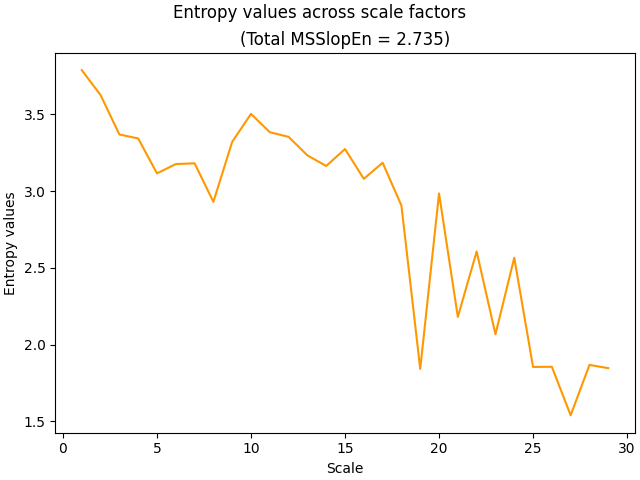 Entropy values across scale factors
(Total MSSlopEn = 2.735)
Entropy values
3.5
3.0
2.5
2.0
1.5
0 5 10 15 20 25 30
Scale